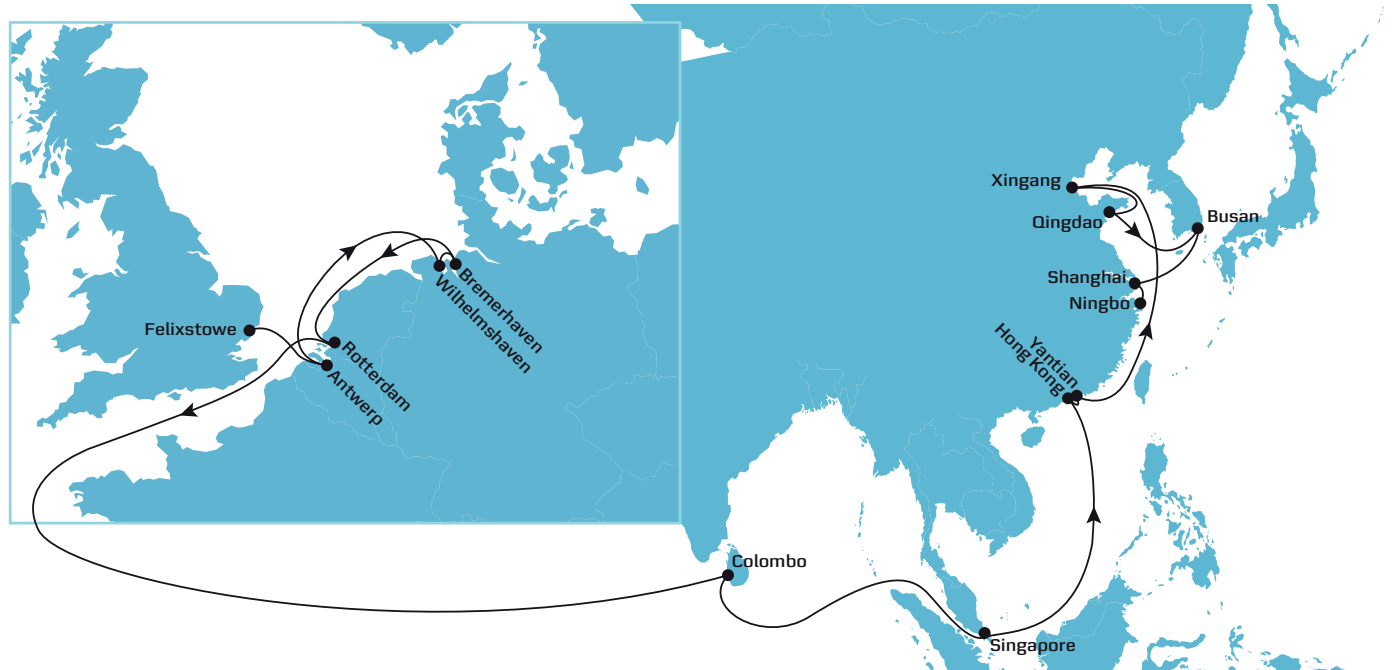 Xingang
Qingdao
Busan
Shanghai
Ningbo
Yantian
Hong Kong
Felixstowe
Bremerhaven
Wilhelmshaven
Rotterdam
Antwerp
Colombo
Singapore